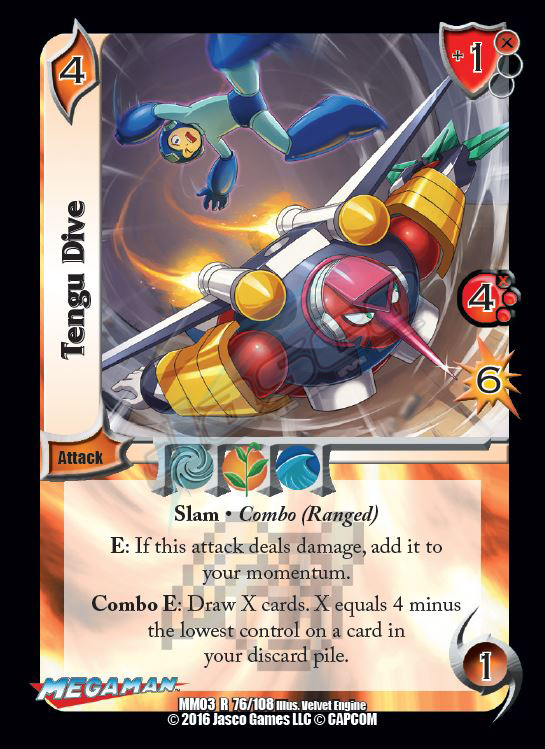 4
+1
Tengu Dive
4
6
Attack
Slam • Combo (Ranged)
E: If this attack deals damage, add it to
your momentum.
Combo E: Draw X cards. X equals 4 minus
the lowest control on a card in
your discard pile.
1
MEGAMAN™
MM03 R 76/108 Illus. Velvet Engine
© 2016 Jasco Games LLC © CAPCOM